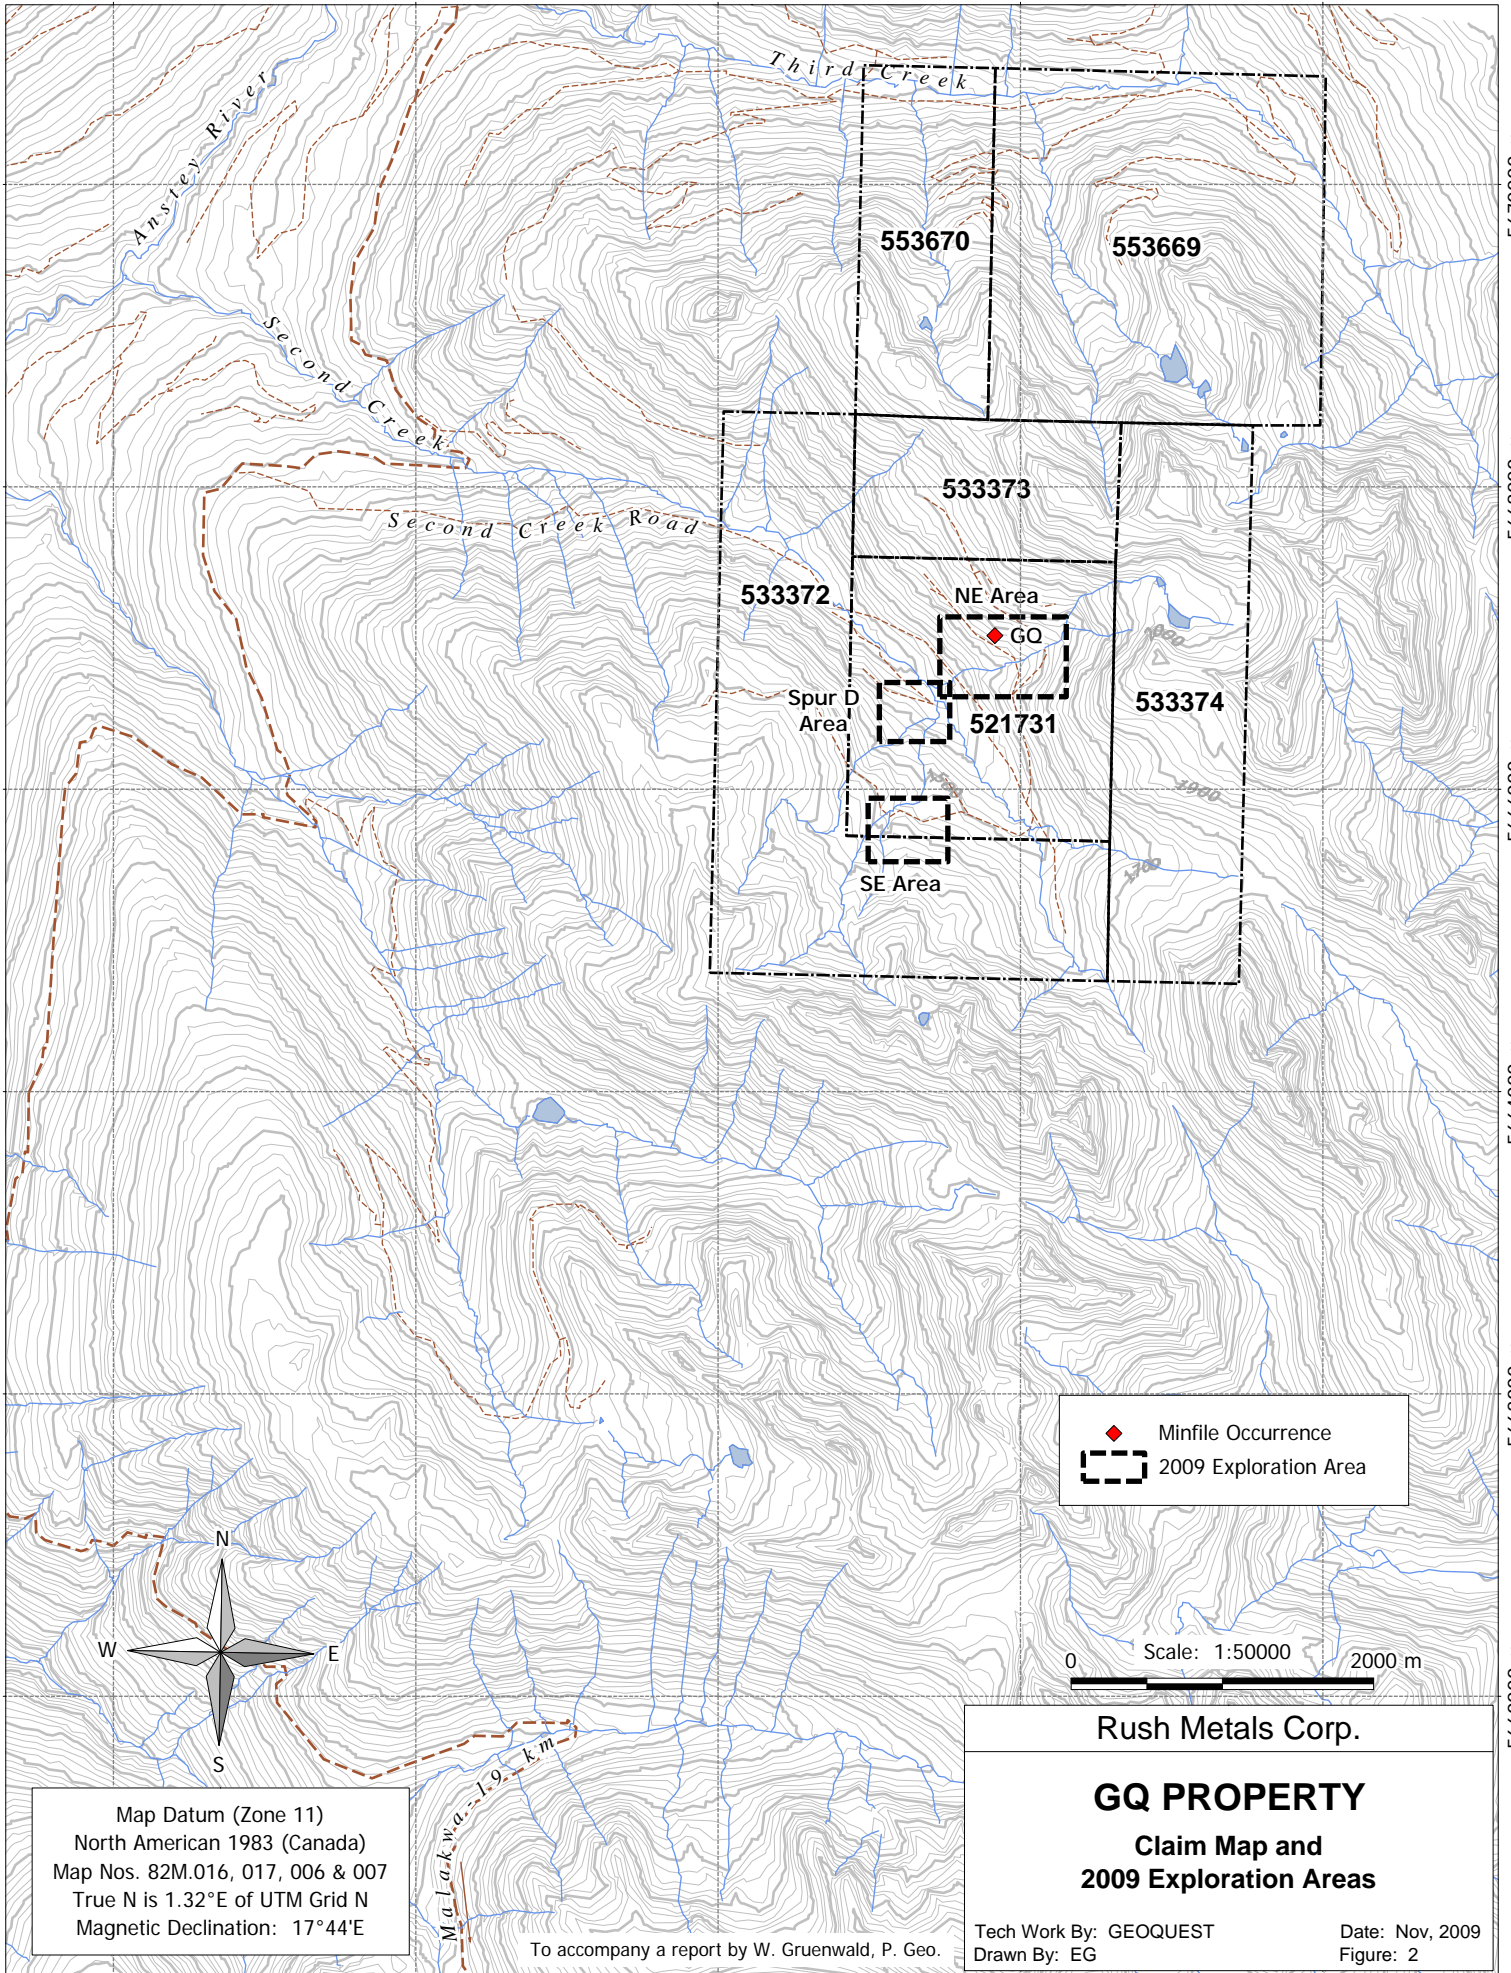 Third Creek
Anstey River
553670
553669
Second Creek
533373
Second Creek Road
533372
NE Area
GQ
2000
Spur D
Area
533374
521731
1500
1900
1700
SE Area
Minfile Occurrence
2009 Exploration Area
N
W
E
S
Scale: 1:50000
0
2000 m
Rush Metals Corp.
GQ PROPERTY
Claim Map and
2009 Exploration Areas
Tech Work By: GEOQUEST
Date: Nov, 2009
Drawn By: EG
Figure: 2
Malakwa - 19 km
Map Datum (Zone 11)
North American 1983 (Canada)
Map Nos. 82M.016, 017, 006 & 007
True N is 1.32°E of UTM Grid N
Magnetic Declination: 17°44'E
To accompany a report by W. Gruenwald, P. Geo.